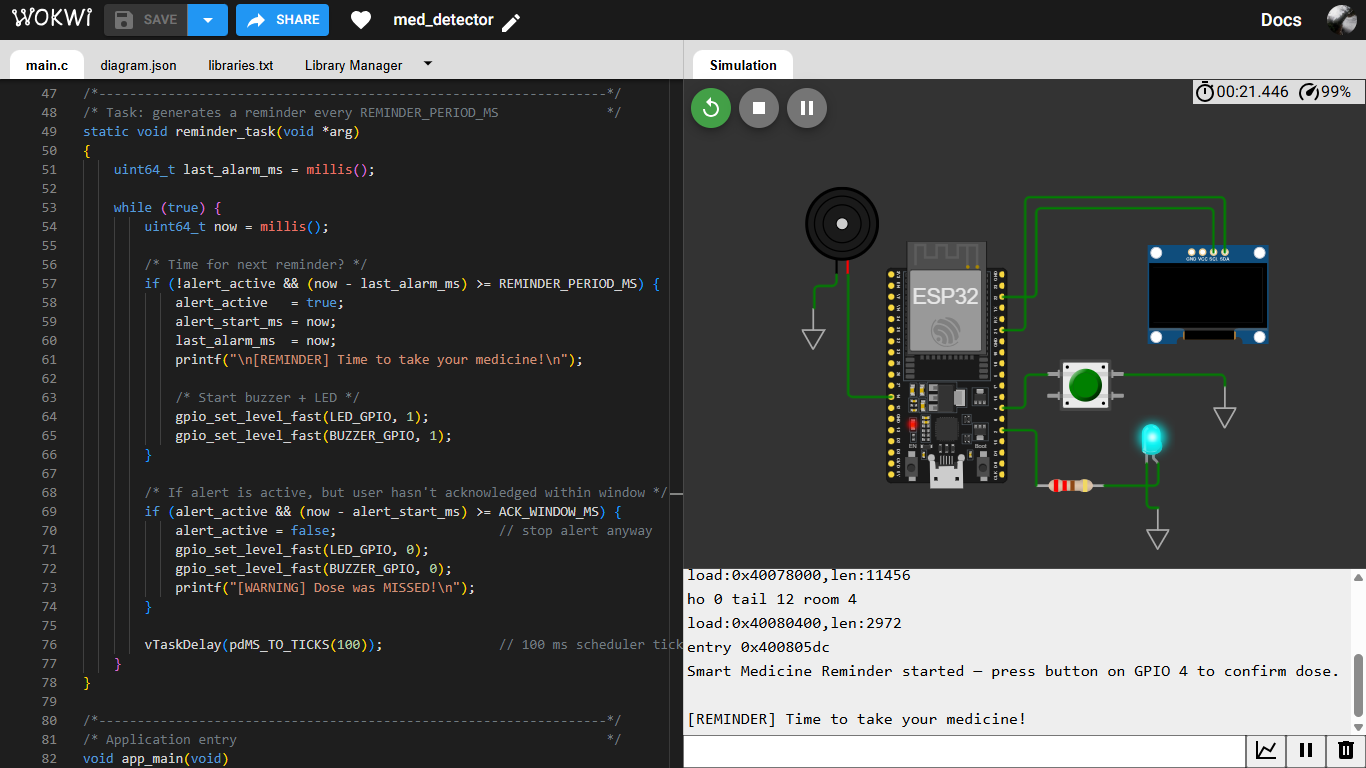 WOKWI SAVE SHARE med_detector Docs
main.c diagram.json libraries.txt Library Manager
Simulation
00:21.446 99%
47 /*------------------------------------------------------------------*/
48 /* Task: generates a reminder every REMINDER_PERIOD_MS */
49 static void reminder_task(void *arg)
50 {
51 uint64_t last_alarm_ms = millis();
52
53 while (true) {
54 uint64_t now = millis();
55
56 /* Time for next reminder? */
57 if (!alert_active && (now - last_alarm_ms) >= REMINDER_PERIOD_MS) {
58 alert_active   = true;
59 alert_start_ms = now;
60 last_alarm_ms  = now;
61 printf("\n[REMINDER] Time to take your medicine!\n");
62
63 /* Start buzzer + LED */
64 gpio_set_level_fast(LED_GPIO, 1);
65 gpio_set_level_fast(BUZZER_GPIO, 1);
66 }
67
68 /* If alert is active, but user hasn't acknowledged within window */
69 if (alert_active && (now - alert_start_ms) >= ACK_WINDOW_MS) {
70 alert_active = false; // stop alert anyway
71 gpio_set_level_fast(LED_GPIO, 0);
72 gpio_set_level_fast(BUZZER_GPIO, 0);
73 printf("[WARNING] Dose was MISSED!\n");
74 }
75
76 vTaskDelay(pdMS_TO_TICKS(100)); // 100 ms scheduler tick
77 }
78 }
79
80 /*------------------------------------------------------------------*/
81 /* Application entry */
82 void app_main(void)
ESP32
EN Boot
GND VCC SCL SDA
load:0x40078000,len:11456
ho 0 tail 12 room 4
load:0x40080400,len:2972
entry 0x400805dc
Smart Medicine Reminder started — press button on GPIO 4 to confirm dose.
[REMINDER] Time to take your medicine!